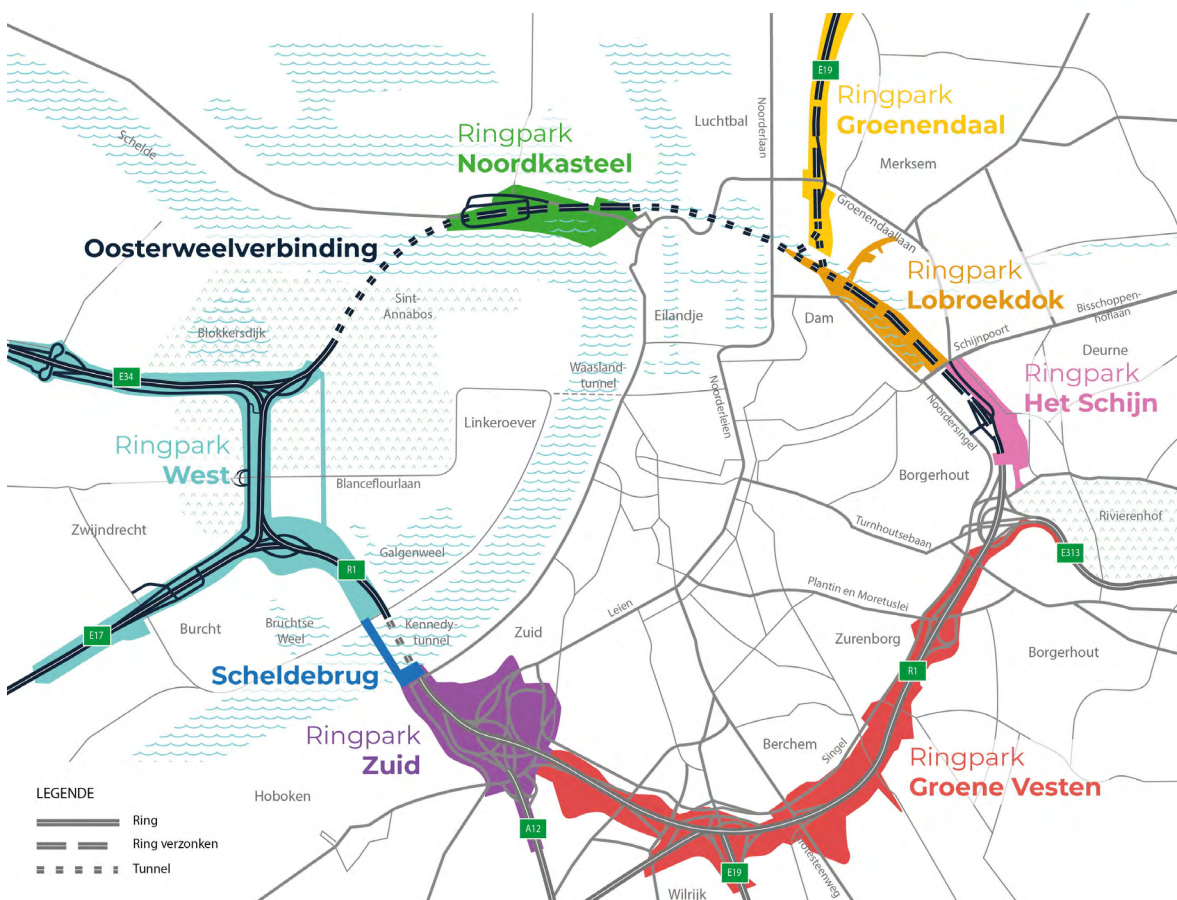 E19
Ringpark
Groenendaal
Luchtbal
Noorderlaan
Merksem
Ringpark
Noordkasteel
Schelde
Groenendaallaan
Oosterweelverbinding
Ringpark
Lobroekdok
Sint-
Annabos
Eilandje
Dam
Bisschoppen-
hoflaan
Blokkersdijk
Schijnpoort
Deurne
E34
Waasland-
tunnel
Ringpark
Het Schijn
Noorderleien
Noordersingel
Linkeroever
Ringpark
West
Blanceflourlaan
Borgerhout
Rivierenhof
Zwijndrecht
Turnhoutsebaan
Galgenweel
E313
R1
Plantin en Moretuslei
Leien
Burcht
Bruchtse
Weel
Kennedy-
tunnel
Zuid
Zurenborg
Borgerhout
E17
R1
Scheldebrug
Ringpark
Zuid
Berchem
Singel
Ringpark
Groene Vesten
Hoboken
LEGENDE
Ring
Ring verzonken
Tunnel
A12
E19
Wilrijk